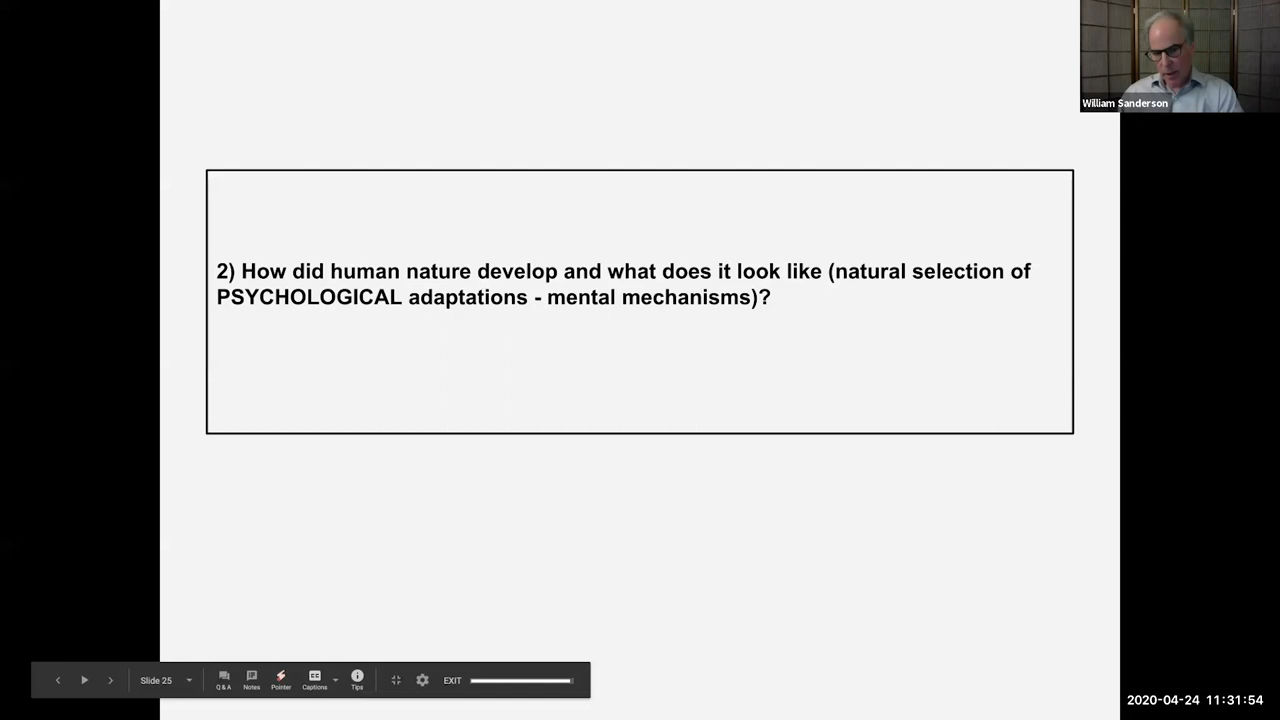 William Sanderson
2) How did human nature develop and what does it look like (natural selection of
PSYCHOLOGICAL adaptations - mental mechanisms)?
Slide 25
Q & A
Notes
Pointer
CC
Captions
Tips
EXIT
2020-04-24 11:31:54